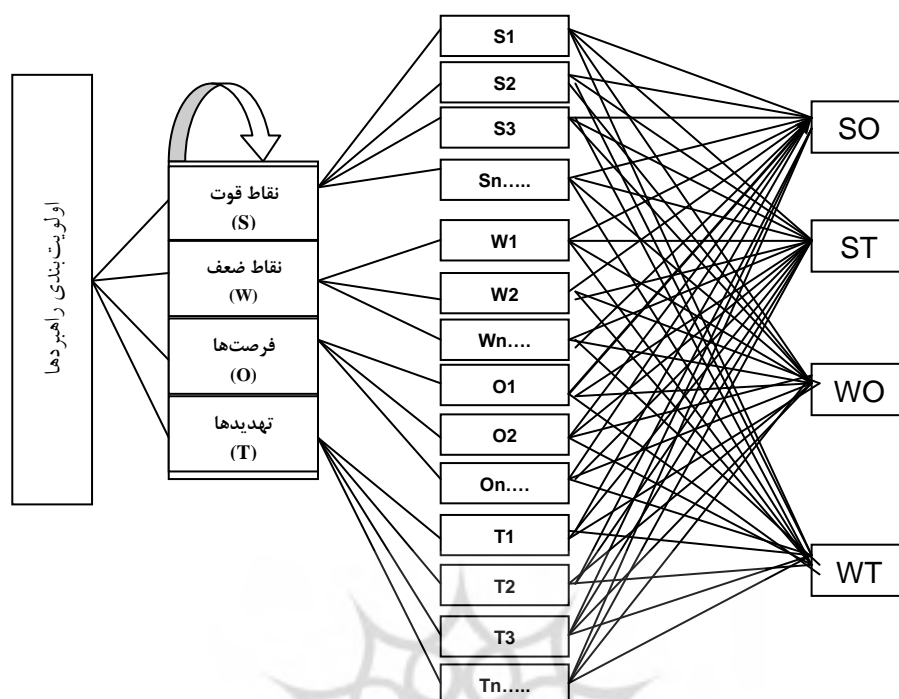 اولویت‌بندی راهبردها
نقاط قوت
(S)
نقاط ضعف
(W)
فرصت‌ها
(O)
تهدیدها
(T)
S1
S2
S3
Sn.....
W1
W2
Wn....
O1
O2
On....
T1
T2
T3
Tn.....
SO
ST
WO
WT